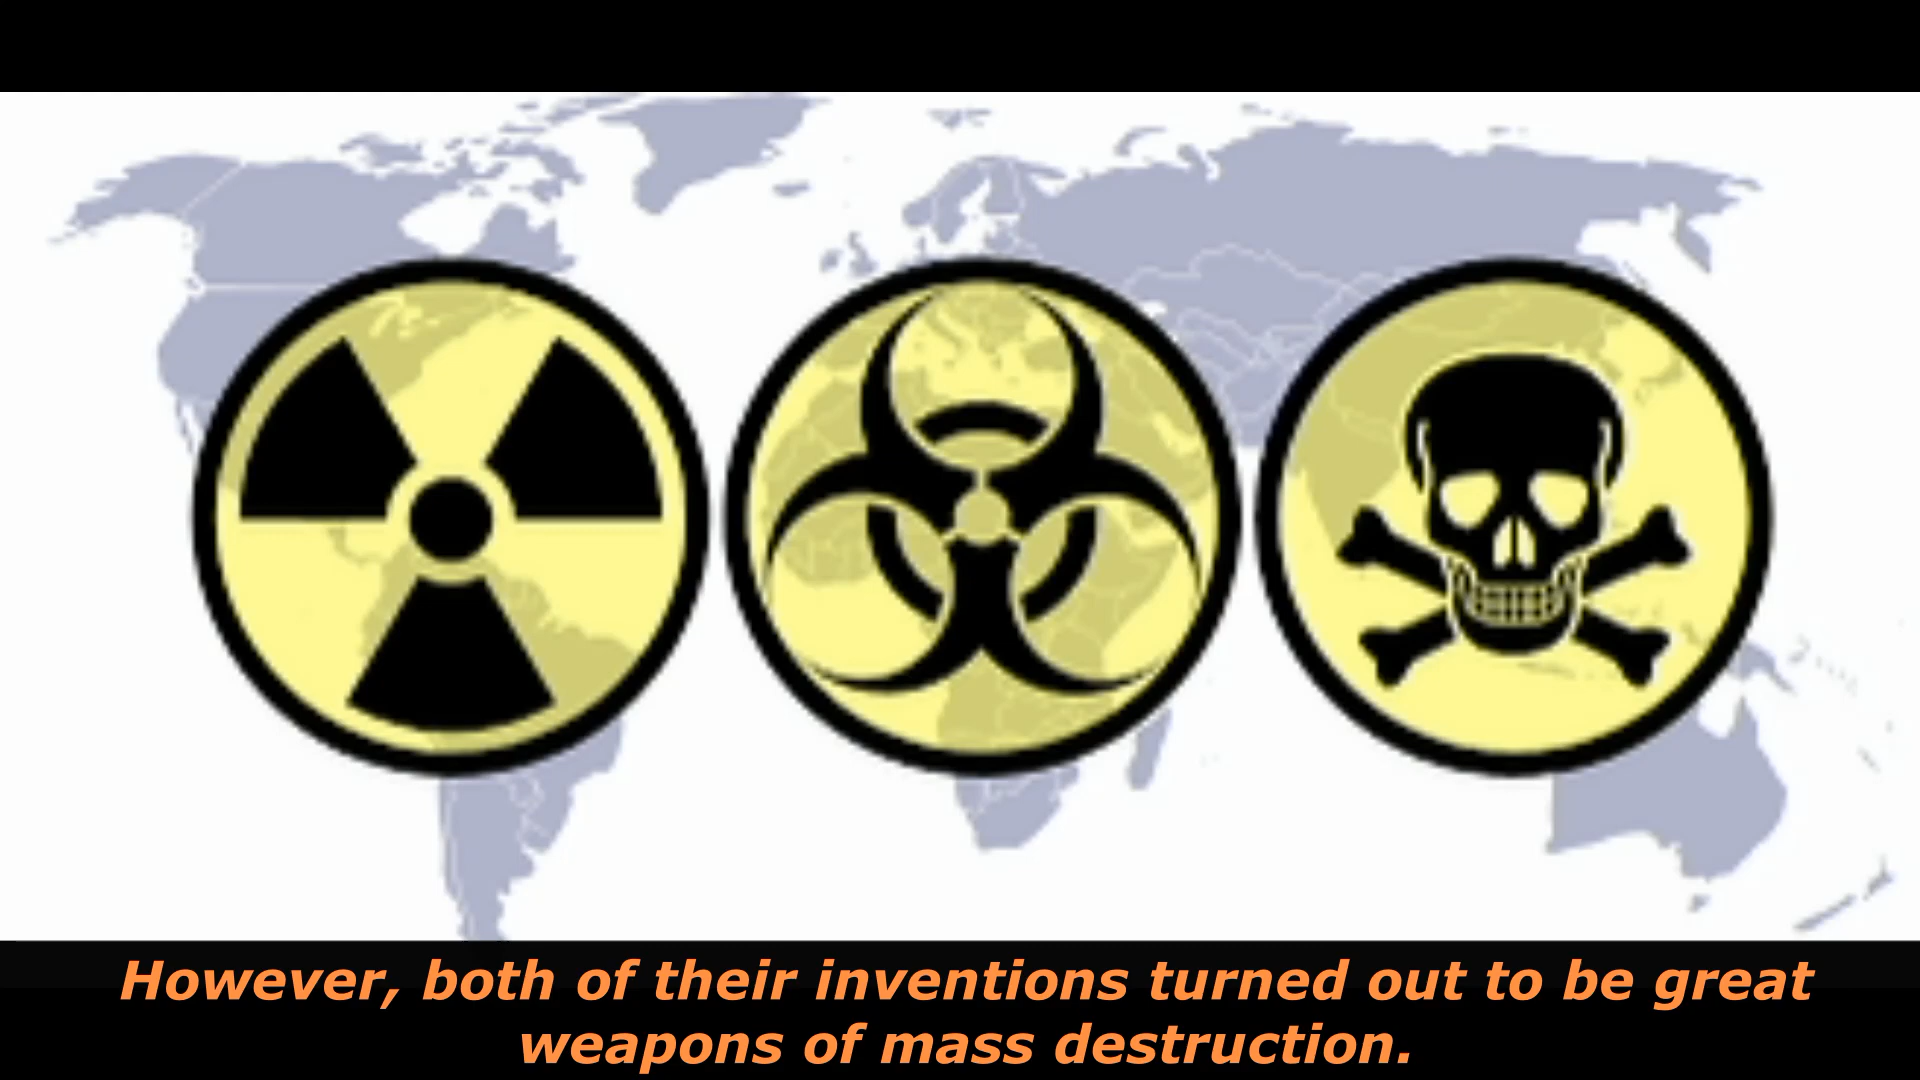 However, both of their inventions turned out to be great
weapons of mass destruction.